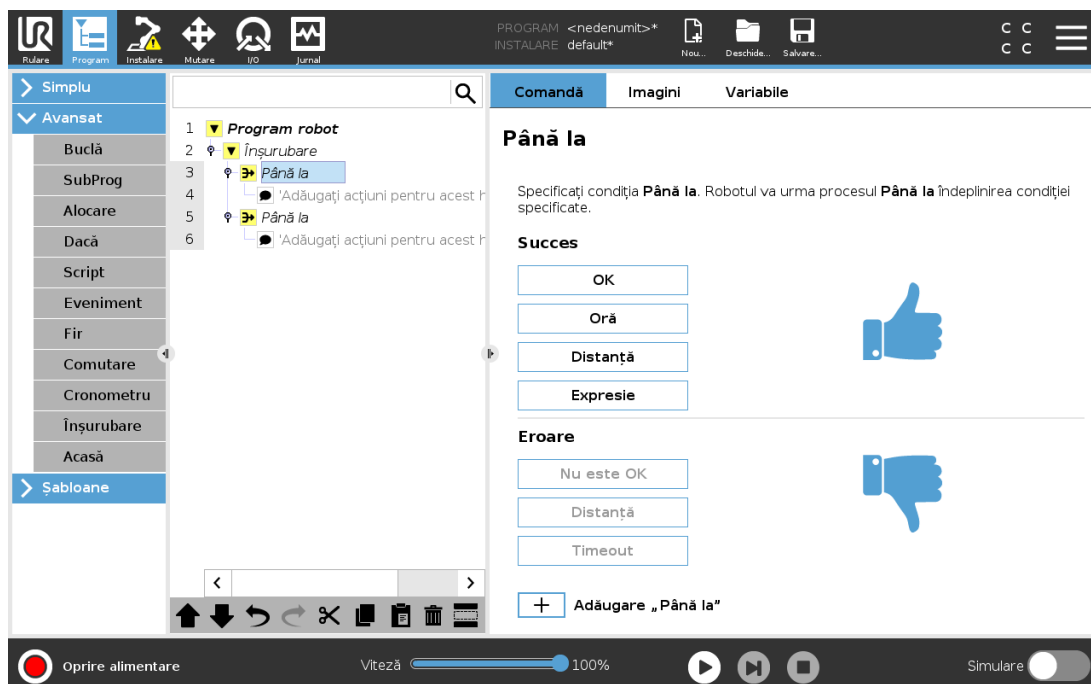 PROGRAM <nedenumit>*
INSTALARE default*
C C
C C
Rulare Program Instalare Mutare I/O Jurnal Nou... Deschide... Salvare...
Simplu
Avansat
Buclă
SubProg
Alocare
Dacă
Script
Eveniment
Fir
Comutare
Cronometru
Înșurubare
Acasă
Șabloane
1 Program robot
2 Înșurubare
3 Până la
4 'Adăugați acțiuni pentru acest
5 Până la
6 'Adăugați acțiuni pentru acest
Comandă Imagini Variabile
Până la
Specificați condiția Până la. Robotul va urma procesul Până la îndeplinirea condiției
specificate.
Succes
OK
Oră
Distanță
Expresie
Eroare
Nu este OK
Distanță
Timeout
+ Adăugare „Până la”
Oprire alimentare
Viteză 100%
Simulare